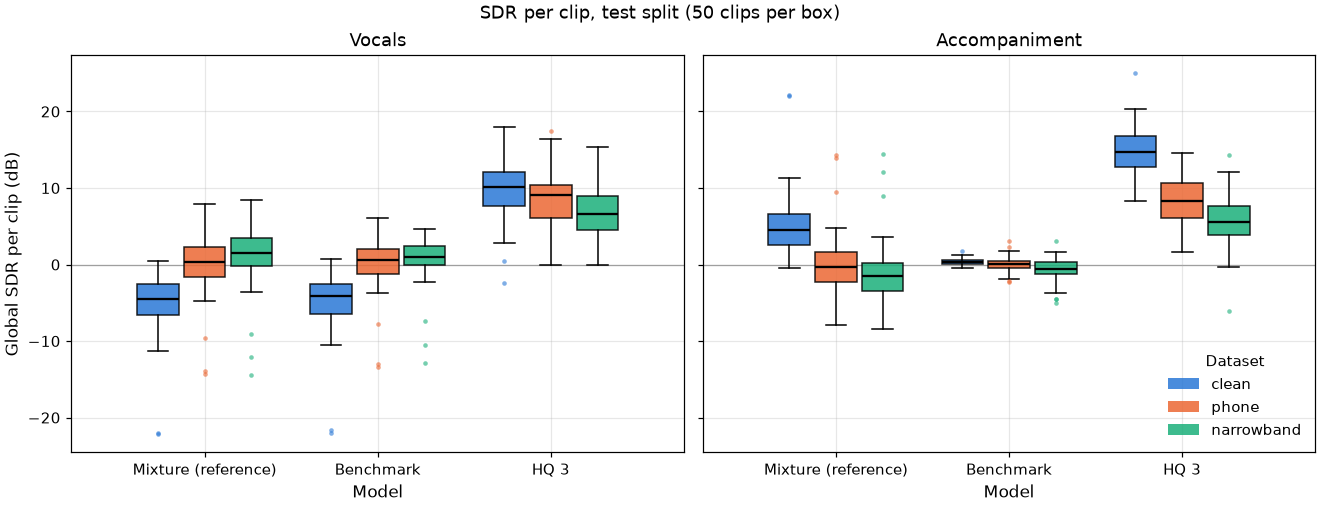 SDR per clip, test split (50 clips per box)
Vocals
Accompaniment
Global SDR per clip (dB)
20
10
0
−10
−20
Mixture (reference)
Benchmark
HQ 3
Model
Mixture (reference)
Benchmark
HQ 3
Model
Dataset
clean
phone
narrowband